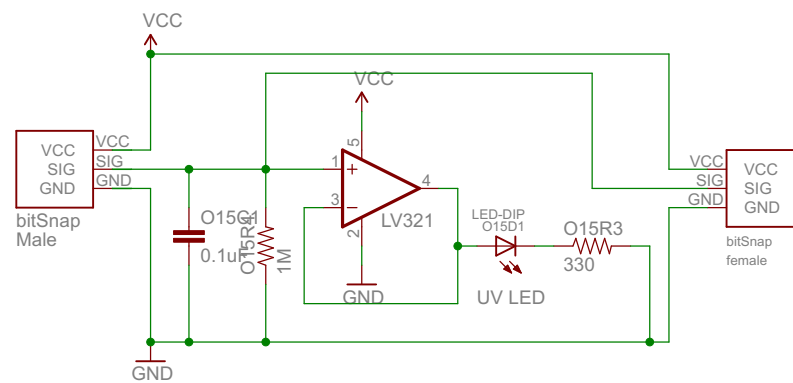 VCC
VCC
VCC
SIG
GND
VCC
SIG
GND
bitSnap
Male
O15C1
0.1uF
O15R4
1M
1
+
3
−
5
2
4
LV321
GND
LED-DIP
O15D1
UV LED
O15R3
330
VCC
SIG
GND
VCC
SIG
GND
bitSnap
female
GND